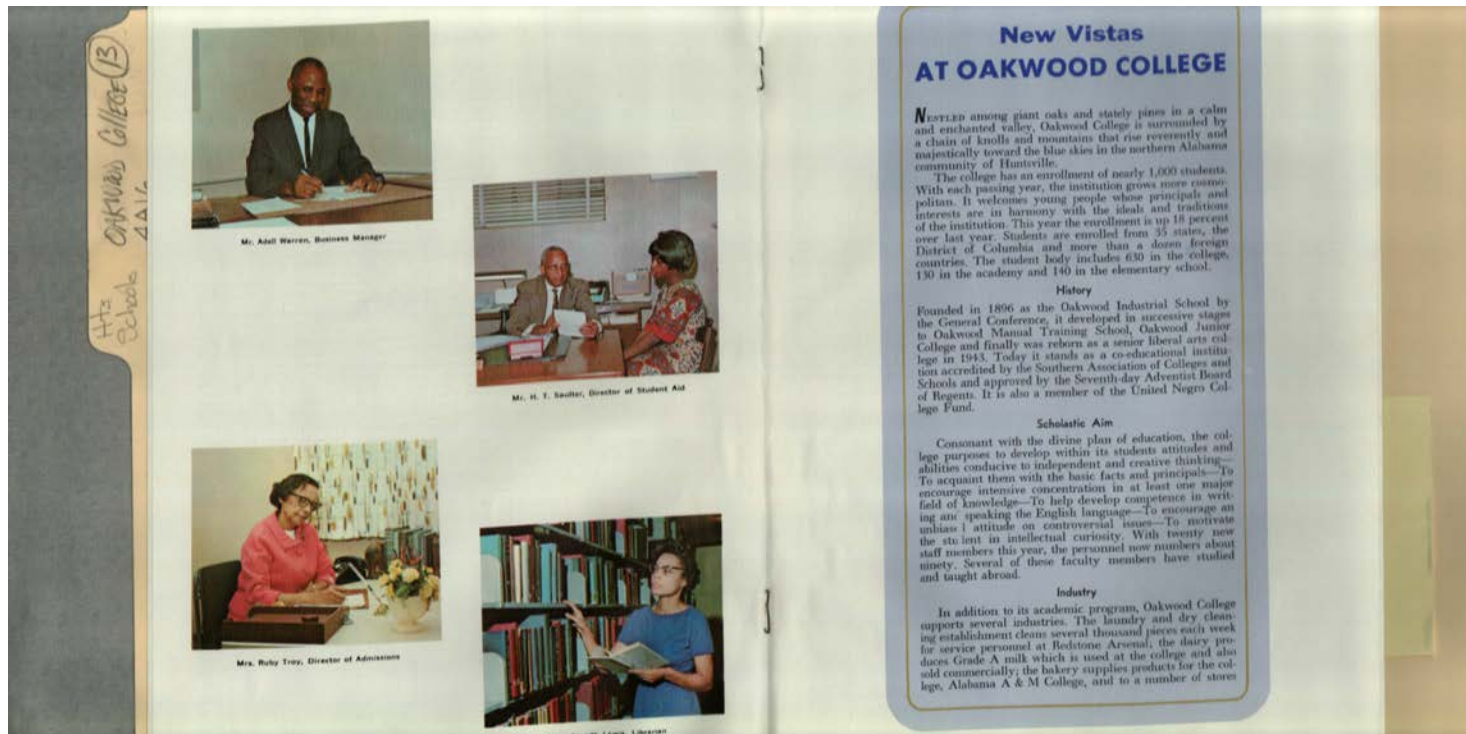 Hts
Schools
OAKWOOD COLLEGE 13
Mr. Adell Warren, Business Manager
Mr. H. T. Saulter, Director of Student Aid
Mrs. Ruby Troy, Director of Admissions
Librarian
New Vistas
AT OAKWOOD COLLEGE
NESTLED among giant oaks and stately pines in a calm
and enchanted valley, Oakwood College is surrounded by
a chain of knolls and mountains that rise reverently and
majestically toward the blue skies in the northern Alabama
community of Huntsville.
The college has an enrollment of nearly 1,000 students.
With each passing year, the institution grows more cosmo-
politan. It welcomes young people whose principals and
interests are in harmony with the ideals and traditions
of the institution. This year the enrollment is up 18 percent
over last year. Students are enrolled from 35 states, the
District of Columbia and more than a dozen foreign
countries. The student body includes 630 in the college,
130 in the academy and 140 in the elementary school.
History
Founded in 1896 as the Oakwood Industrial School by
the General Conference, it developed in successive stages
to Oakwood Manual Training School, Oakwood Junior
College and finally was reborn as a senior liberal arts col-
lege in 1943. Today it stands as a co-educational institu-
tion accredited by the Southern Association of Colleges and
Schools and approved by the Seventh-day Adventist Board
of Regents. It is also a member of the United Negro Col-
lege Fund.
Scholastic Aim
Consonant with the divine plan of education, the col-
lege purposes to develop within its students attitudes and
abilities conducive to independent and creative thinking—
To acquaint them with the basic facts and principals—To
encourage intensive concentration in at least one major
field of knowledge—To help develop competence in writ-
ing and speaking the English language—To encourage an
unbias d attitude on controversial issues—To motivate
the stu lent in intellectual curiosity. With twenty new
staff members this year, the personnel now numbers about
ninety. Several of these faculty members have studied
and taught abroad.
Industry
In addition to its academic program, Oakwood College
supports several industries. The laundry and dry clean-
ing establishment cleans several thousand pieces each week
for service personnel at Redstone Arsenal; the dairy pro-
duces Grade A milk which is used at the college and also
sold commercially; the bakery supplies products for the col-
lege, Alabama A & M College, and to a number of stores